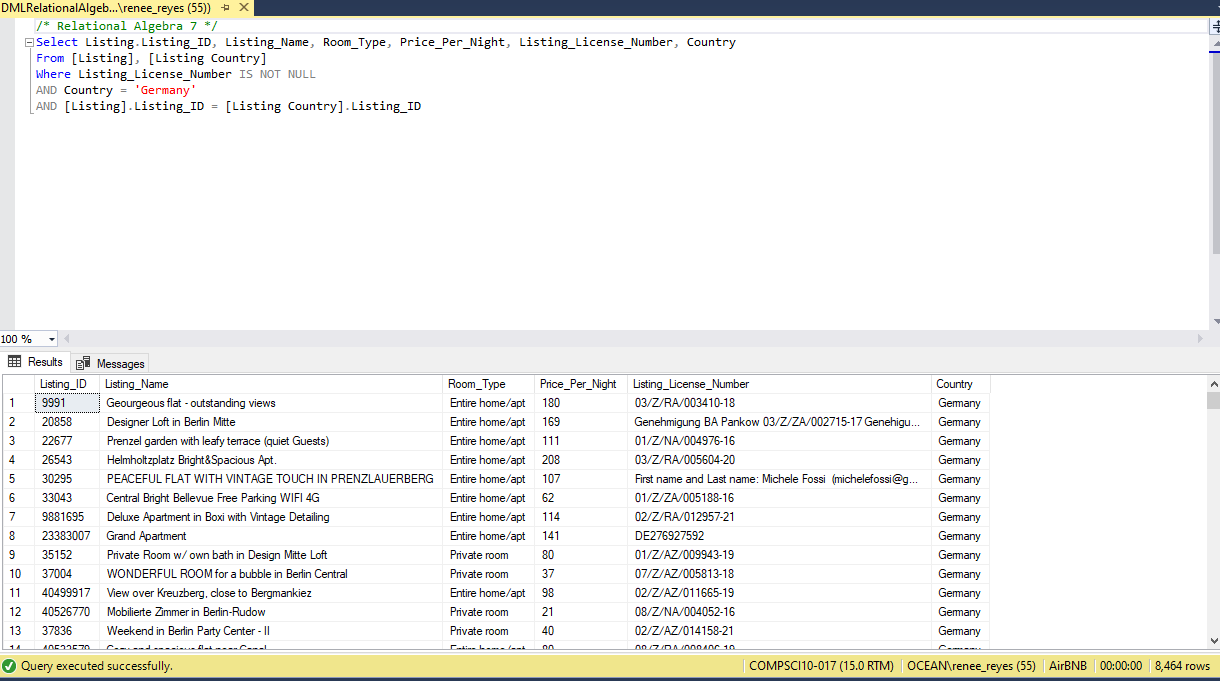 DMLRelationalAlgeb...\renee_reyes (55))
/* Relational Algebra 7 */
Select Listing.Listing_ID, Listing_Name, Room_Type, Price_Per_Night, Listing_License_Number, Country
From [Listing], [Listing Country]
Where Listing_License_Number IS NOT NULL
AND Country = 'Germany'
AND [Listing].Listing_ID = [Listing Country].Listing_ID
100 %
Results Messages
Listing_ID Listing_Name Room_Type Price_Per_Night Listing_License_Number Country
1 9991 Geourgeous flat - outstanding views Entire home/apt 180 03/Z/RA/003410-18 Germany
2 20858 Designer Loft in Berlin Mitte Entire home/apt 169 Genehmigung BA Pankow 03/Z/ZA/002715-17 Genehigu... Germany
3 22677 Prenzel garden with leafy terrace (quiet Guests) Entire home/apt 111 01/Z/NA/004976-16 Germany
4 26543 Helmholtzplatz Bright&Spacious Apt. Entire home/apt 208 03/Z/RA/005604-20 Germany
5 30295 PEACEFUL FLAT WITH VINTAGE TOUCH IN PRENZLAUERBERG Entire home/apt 107 First name and Last name: Michele Fossi (michelefossi@g... Germany
6 33043 Central Bright Bellevue Free Parking WIFI 4G Entire home/apt 62 01/Z/ZA/005188-16 Germany
7 9881695 Deluxe Apartment in Boxi with Vintage Detailing Entire home/apt 114 02/Z/RA/012957-21 Germany
8 23383007 Grand Apartment Entire home/apt 141 DE276927592 Germany
9 35152 Private Room w/ own bath in Design Mitte Loft Private room 80 01/Z/AZ/009943-19 Germany
10 37004 WONDERFUL ROOM for a bubble in Berlin Central Private room 37 07/Z/AZ/005813-18 Germany
11 40499917 View over Kreuzberg, close to Bergmankiez Entire home/apt 98 02/Z/AZ/011665-19 Germany
12 40526770 Mobilierte Zimmer in Berlin-Rudow Private room 21 08/Z/NA/004052-16 Germany
13 37836 Weekend in Berlin Party Center - II Private room 40 02/Z/AZ/014158-21 Germany
Query executed successfully. COMPSCI10-017 (15.0 RTM) OCEAN\renee_reyes (55) AirBNB 00:00:00 8,464 rows